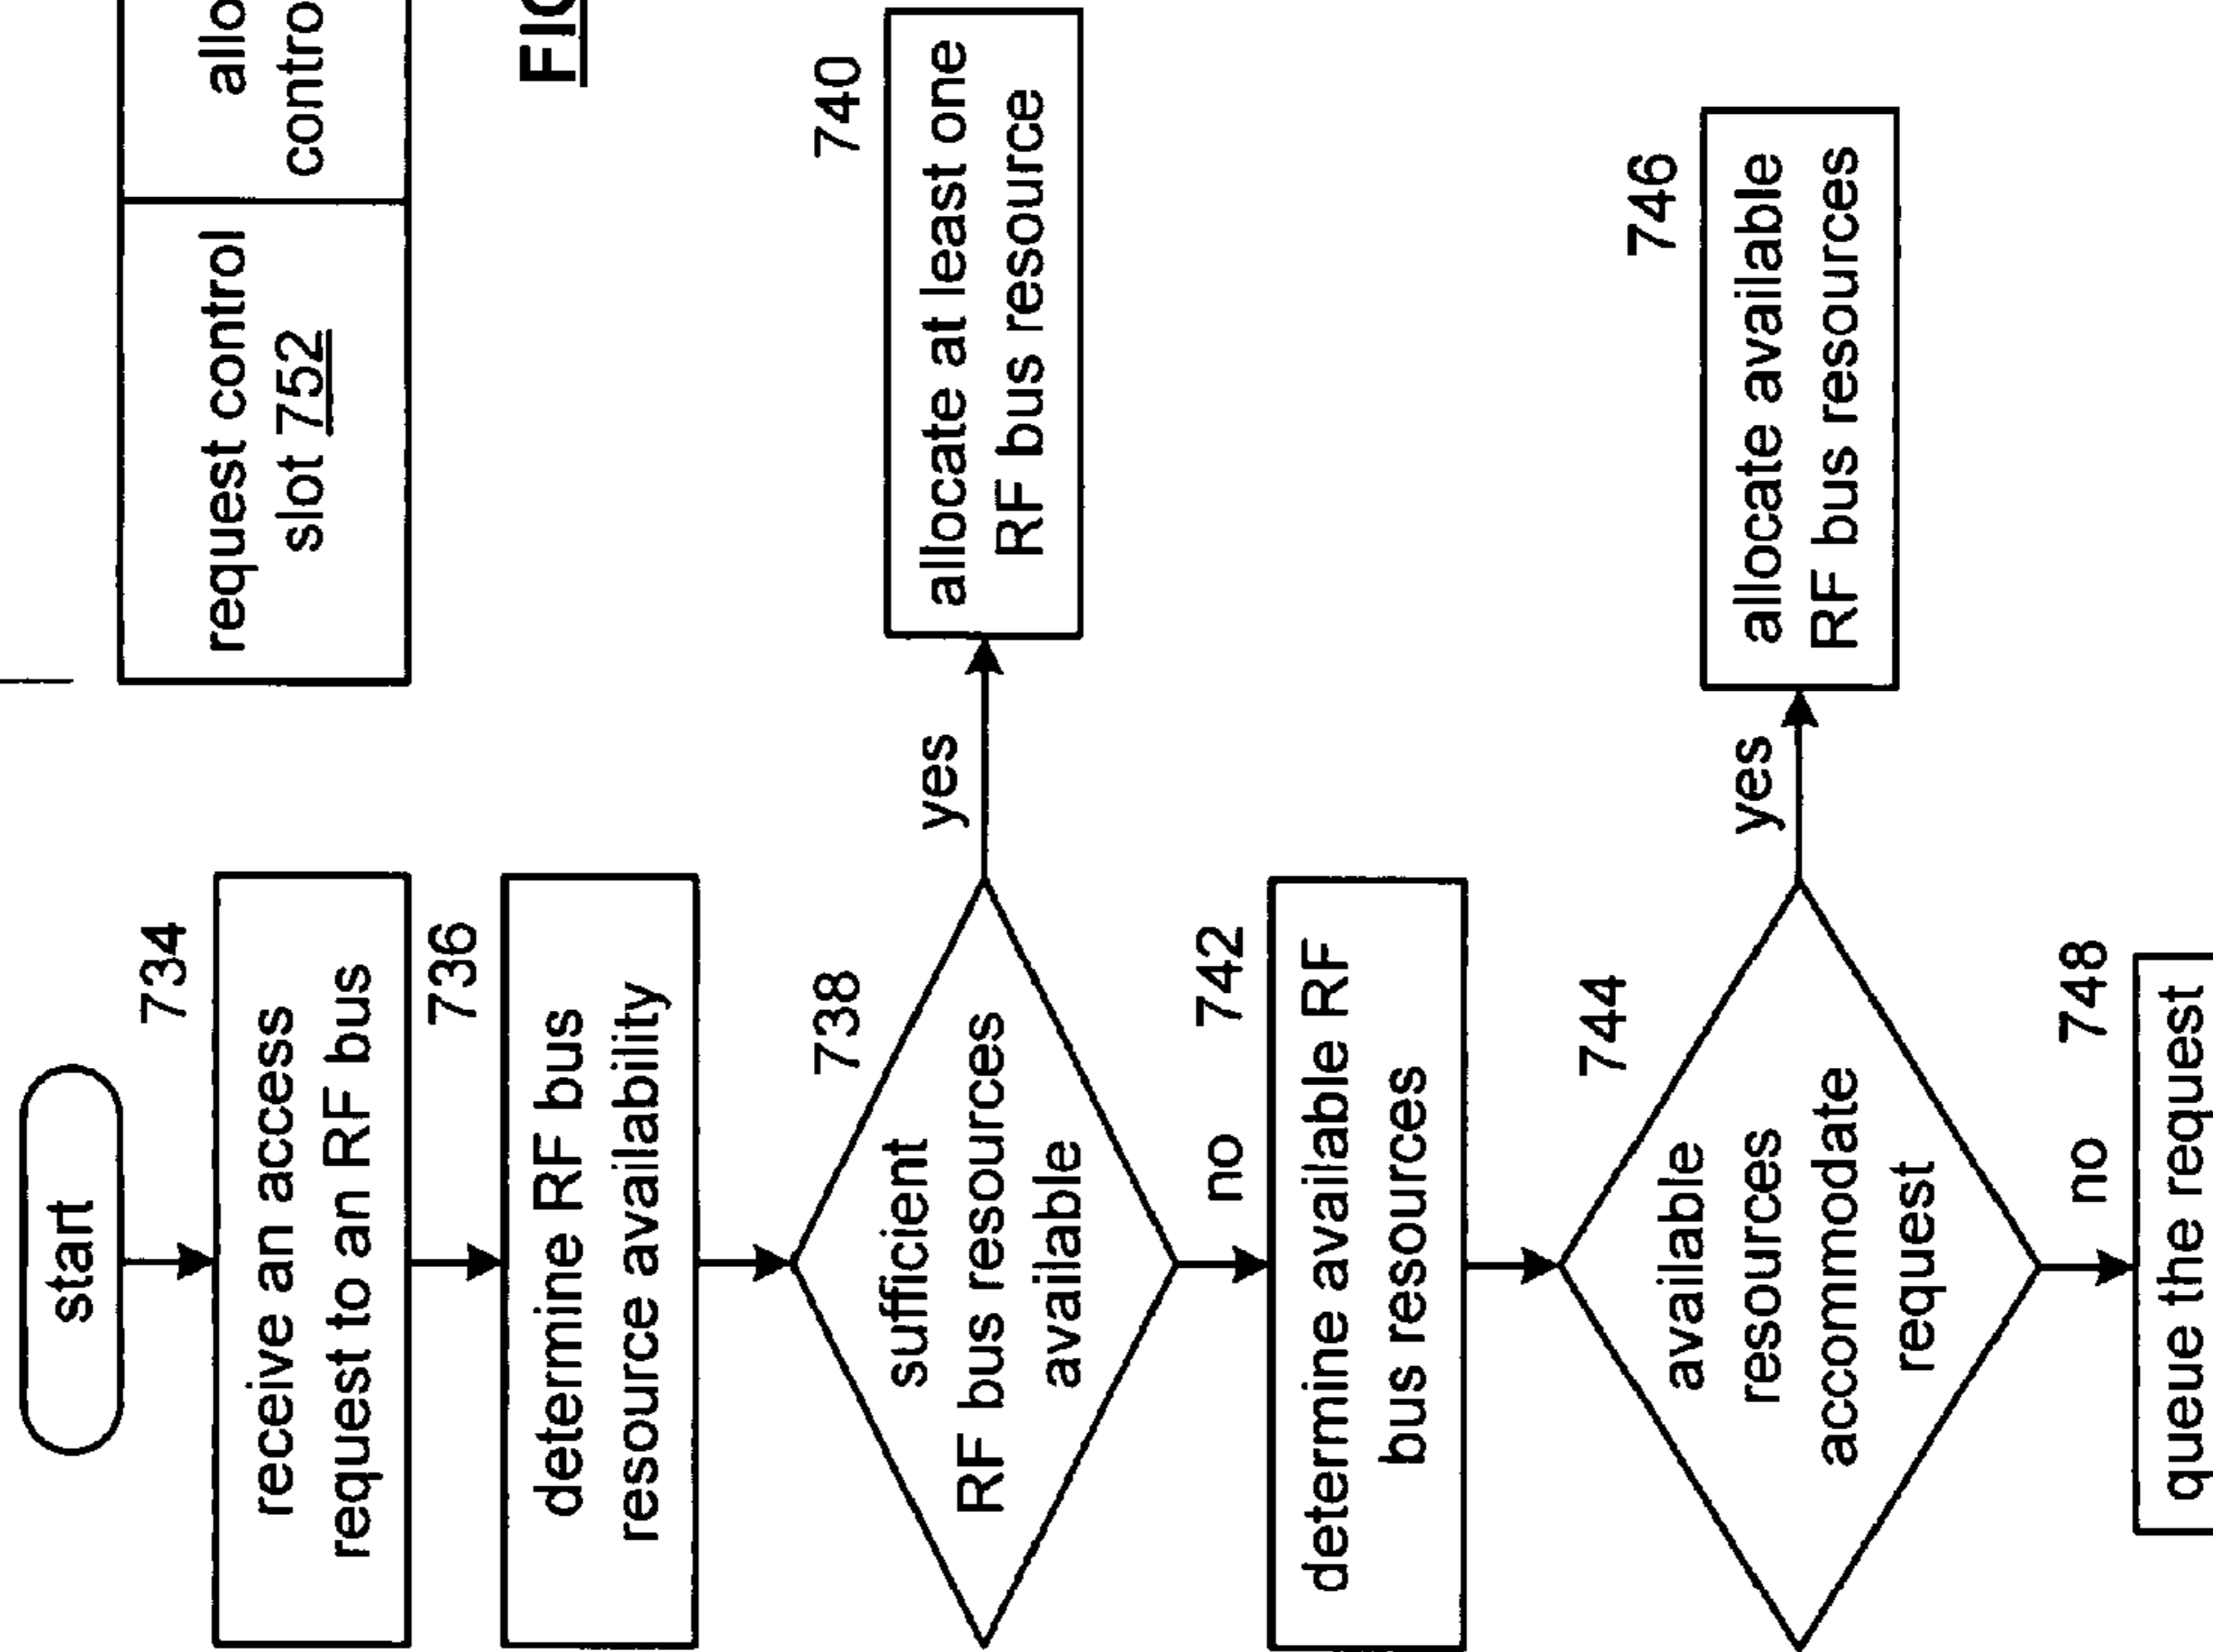 request control
slot 752
start
734
receive an access
request to an RF bus
736
determine RF bus
resource availability
738
sufficient
RF bus resources
available
yes
740
allocate at least one
RF bus resource
no
742
determine available RF
bus resources
744
available
resources
accommodate
request
yes
746
allocate available
RF bus resources
no
748
queue the request